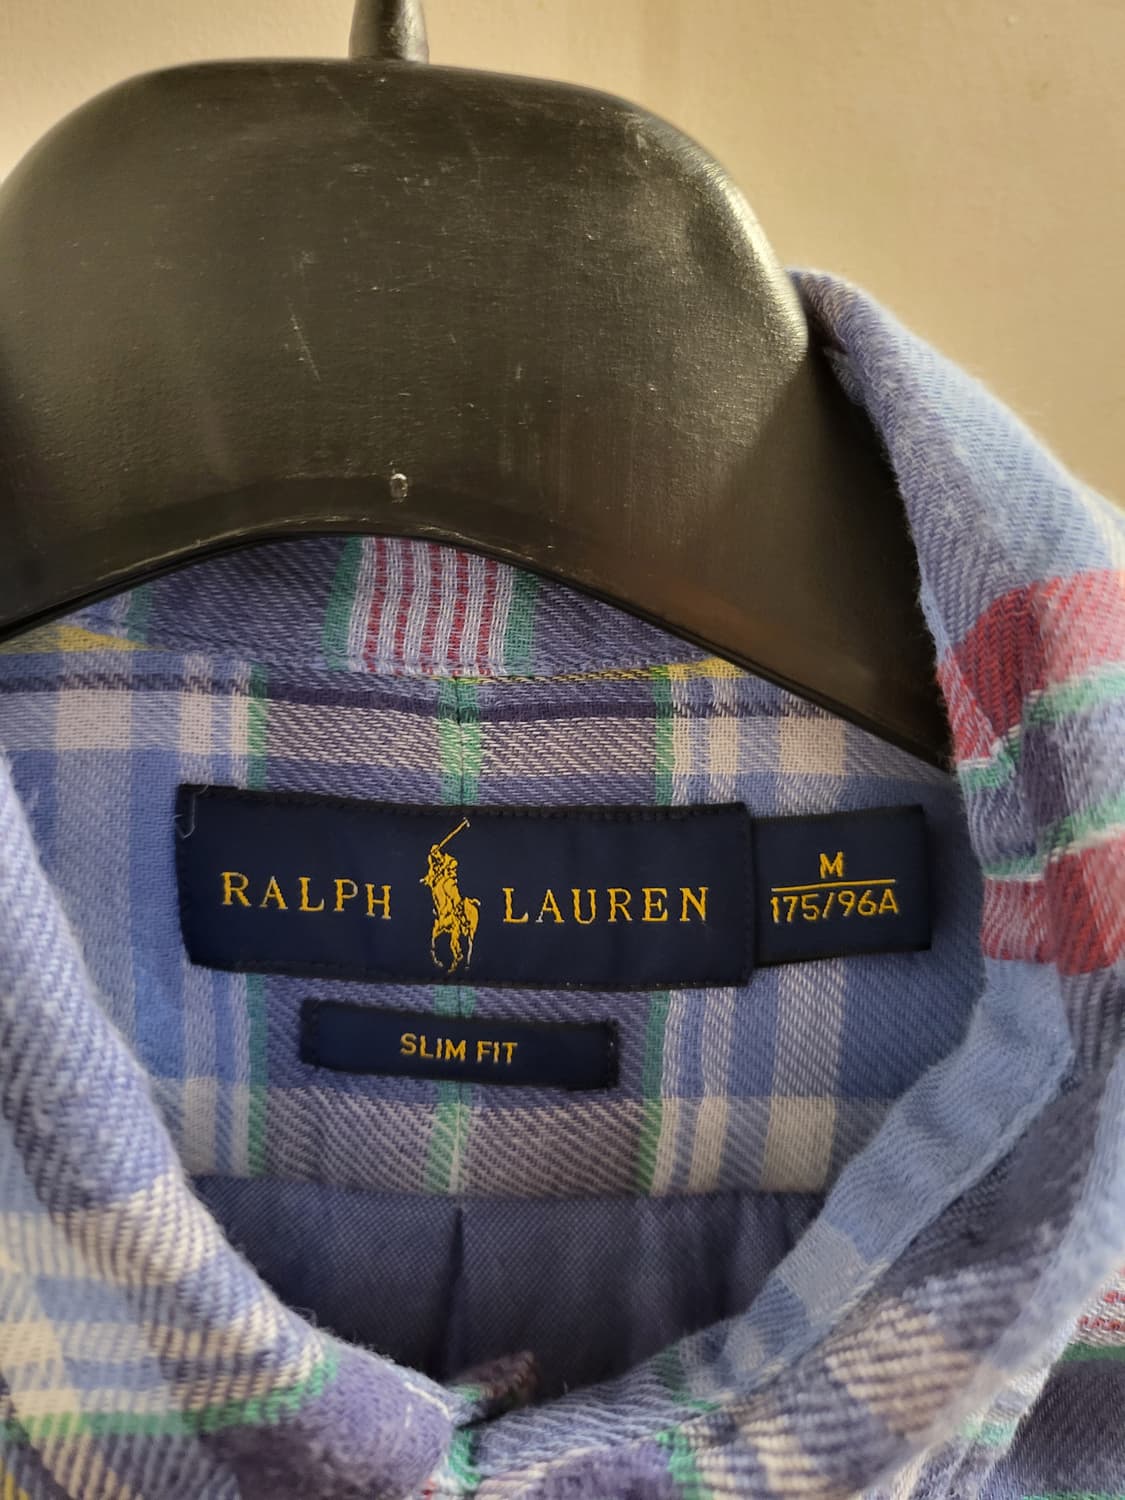 RALPH LAUREN
M
175/96A
SLIM FIT